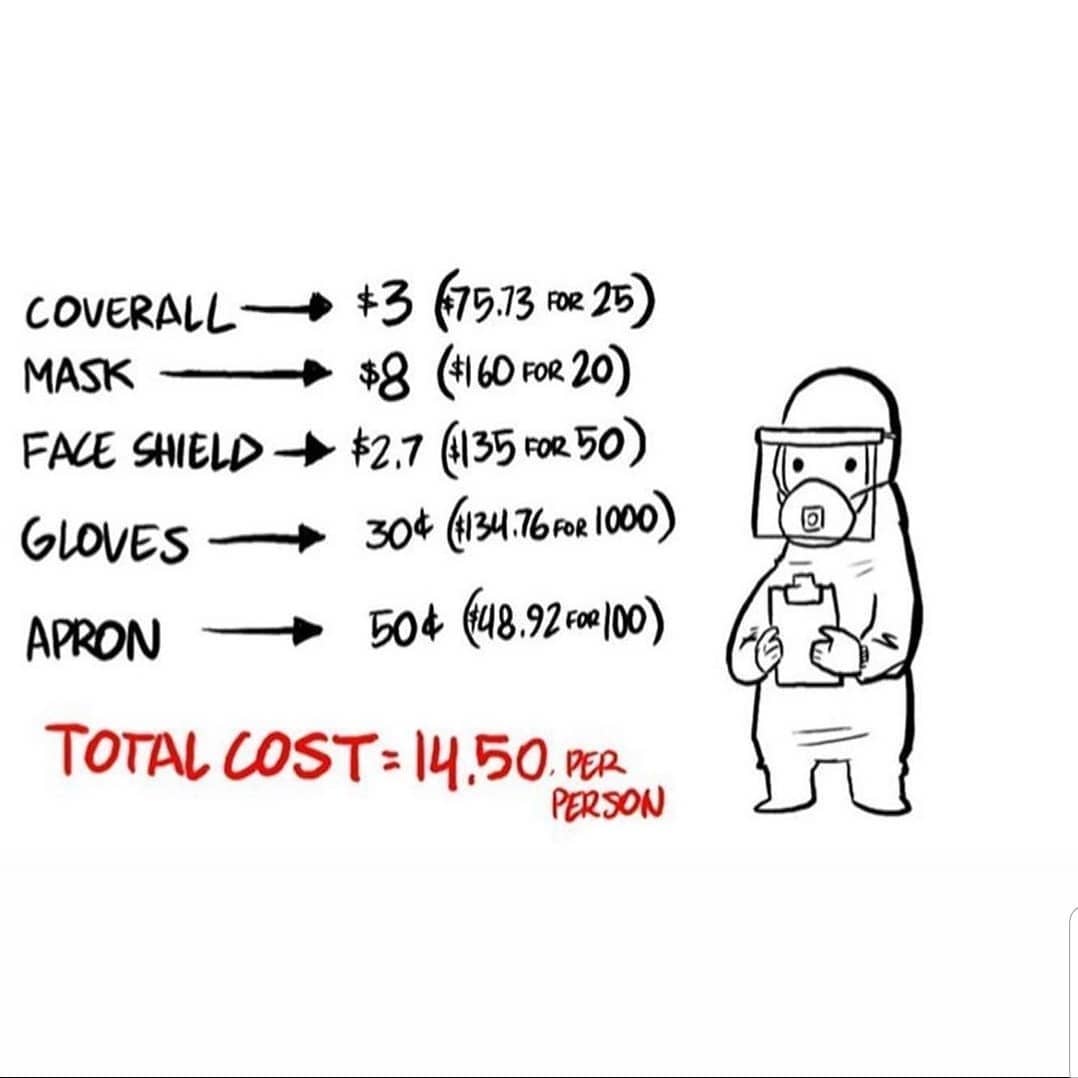 COVERALL → $3 ($75.73 FOR 25)
MASK → $8 ($160 FOR 20)
FACE SHIELD → $2.7 ($135 FOR 50)
GLOVES → 30¢ ($134.76 FOR 1000)
APRON → 50¢ ($48.92 FOR 100)
TOTAL COST = 14.50. PER
PERSON